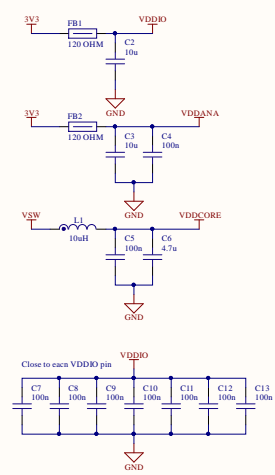 3V3 FB1 VDDIO
120 OHM
C2
10u
GND
3V3 FB2 VDDANA
120 OHM
C3 C4
10u 100n
GND
VSW L1 VDDCORE
10uH
C5 C6
100n 4.7u
GND
VDDIO
Close to eacn VDDIO pin
C7 C8 C9 C10 C11 C12 C13
100n 100n 100n 100n 100n 100n 100n
GND